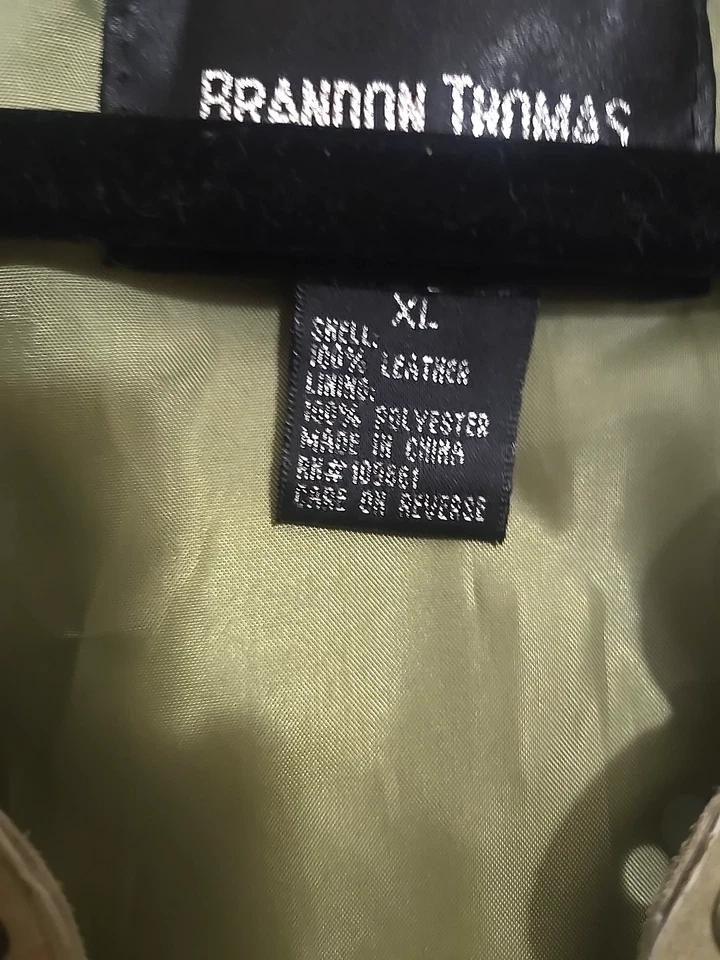 BRANDON THOMAS
XL
SHELL:
100% LEATHER
LINING:
100% POLYESTER
MADE IN CHINA
CARE ON REVERSE